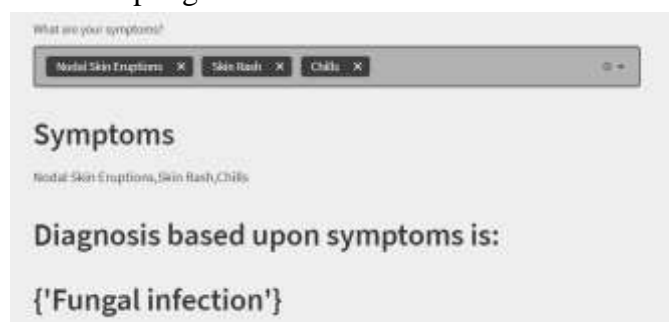 What are your symptoms?
Nodal Skin Eruptions × Skin Rash × Chills ×
Symptoms
Nodal Skin Eruptions,Skin Rash,Chills
Diagnosis based upon symptoms is:
{'Fungal infection'}